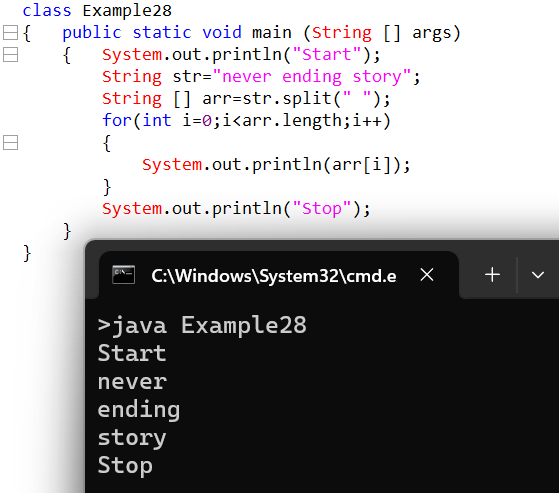 class Example28
{ public static void main (String [] args)
{ System.out.println("Start");
String str="never ending story";
String [] arr=str.split(" ");
for(int i=0;i<arr.length;i++)
{
System.out.println(arr[i]);
}
System.out.println("Stop");
}
}
C:\Windows\System32\cmd.e
>java Example28
Start
never
ending
story
Stop